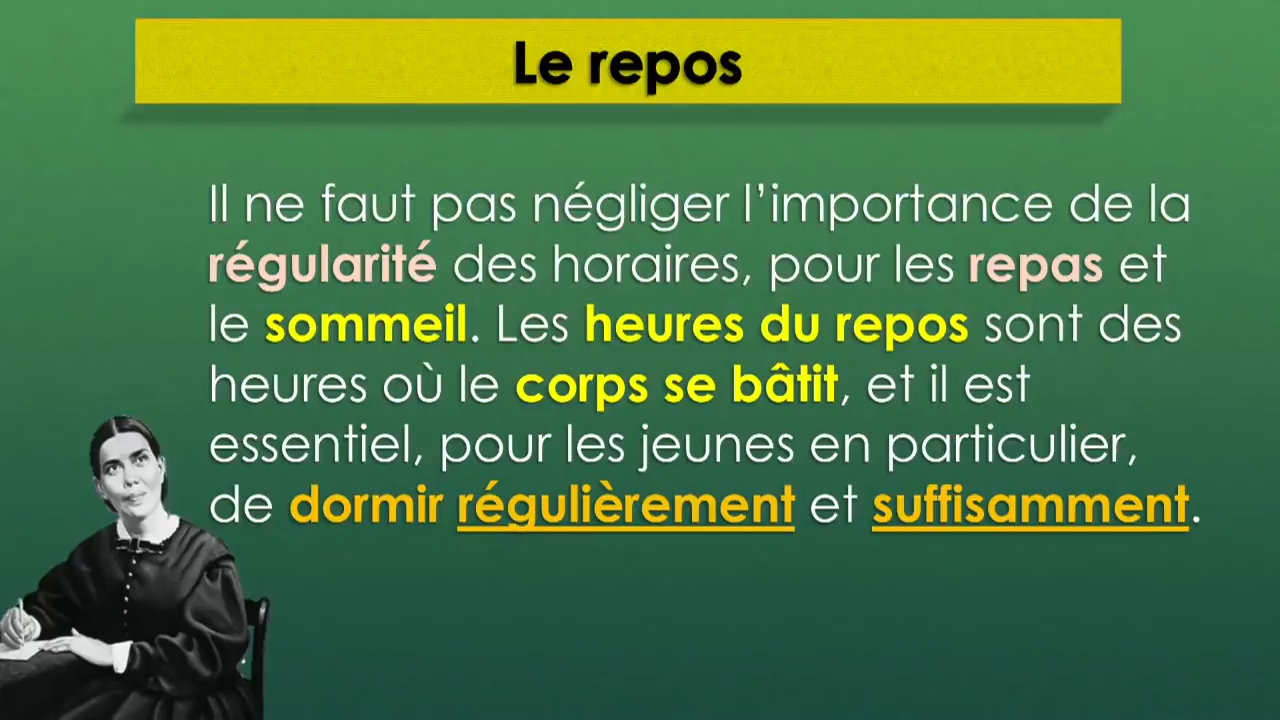 Le repos
Il ne faut pas négliger l’importance de la
régularité des horaires, pour les repas et
le sommeil. Les heures du repos sont des
heures où le corps se bâtit, et il est
essentiel, pour les jeunes en particulier,
de dormir régulièrement et suffisamment.